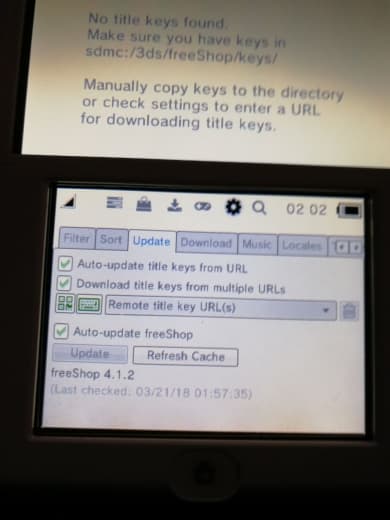 No title keys found.
Make sure you have keys in
sdmc:/3ds/freeShop/keys/
Manually copy keys to the directory
or check settings to enter a URL
for downloading title keys.
02 02
Filter Sort Update Download Music Locales
Auto-update title keys from URL
Download title keys from multiple URLs
Remote title key URL(s)
Auto-update freeShop
Update Refresh Cache
freeShop 4.1.2
(Last checked: 03/21/18 01:57:35)